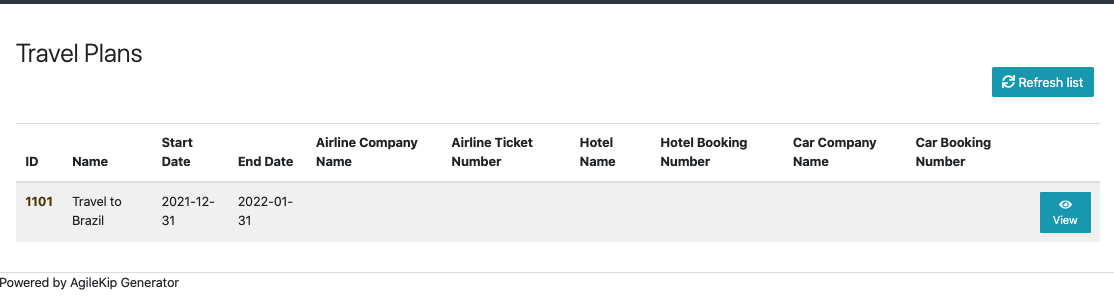 Travel Plans
Refresh list
ID Name Start Date End Date Airline Company Name Airline Ticket Number Hotel Name Hotel Booking Number Car Company Name Car Booking Number
1101 Travel to Brazil 2021-12-31 2022-01-31 View
Powered by AgileKip Generator